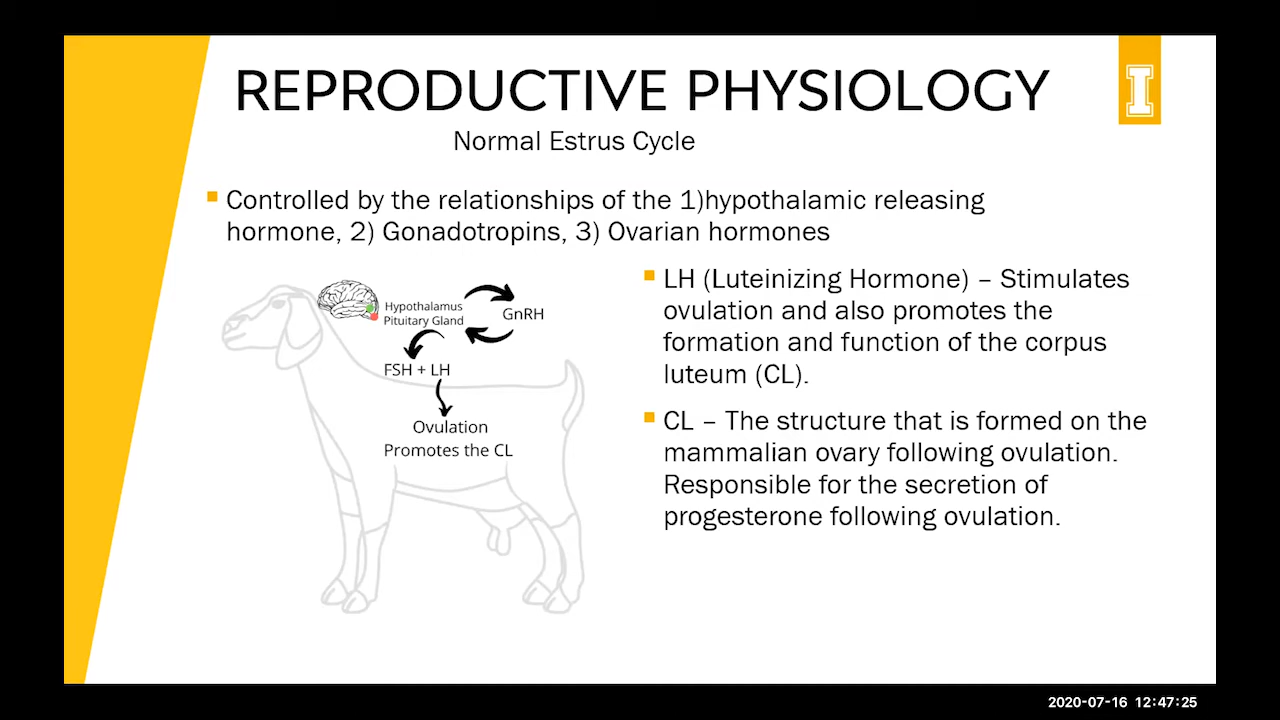 REPRODUCTIVE PHYSIOLOGY
I
Normal Estrus Cycle
Controlled by the relationships of the 1)hypothalamic releasing
hormone, 2) Gonadotropins, 3) Ovarian hormones
Hypothalamus
Pituitary Gland
GnRH
FSH + LH
Ovulation
Promotes the CL
LH (Luteinizing Hormone) – Stimulates
ovulation and also promotes the
formation and function of the corpus
luteum (CL).
CL – The structure that is formed on the
mammalian ovary following ovulation.
Responsible for the secretion of
progesterone following ovulation.
2020-07-16 12:47:25